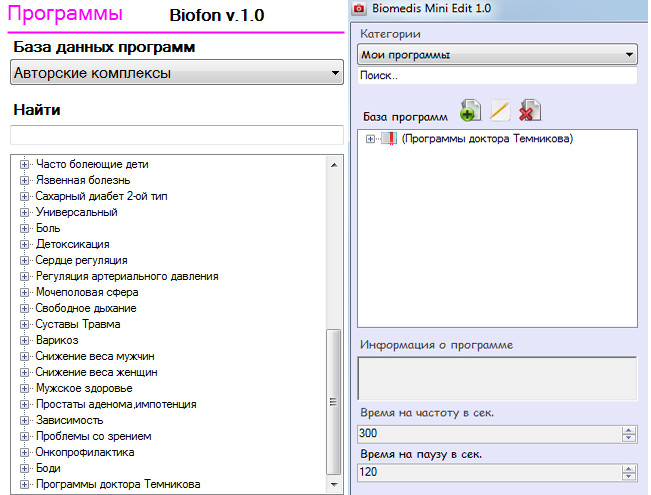 Программы Biofon v.1.0
База данных программ
Авторские комплексы
Найти
Часто болеющие дети
Язвенная болезнь
Сахарный диабет 2-ой тип
Универсальный
Боль
Детоксикация
Сердце регуляция
Регуляция артериального давления
Мочеполовая сфера
Свободное дыхание
Суставы Травма
Варикоз
Снижение веса мужчин
Снижение веса женщин
Мужское здоровье
Простаты аденома,импотенция
Зависимость
Проблемы со зрением
Онкопрофилактика
Боди
Программы доктора Темникова
Biomedis Mini Edit 1.0
Категории
Мои программы
Поиск..
База программ
(Программы доктора Темникова)
Информация о программе
Время на частоту в сек.
300
Время на паузу в сек.
120